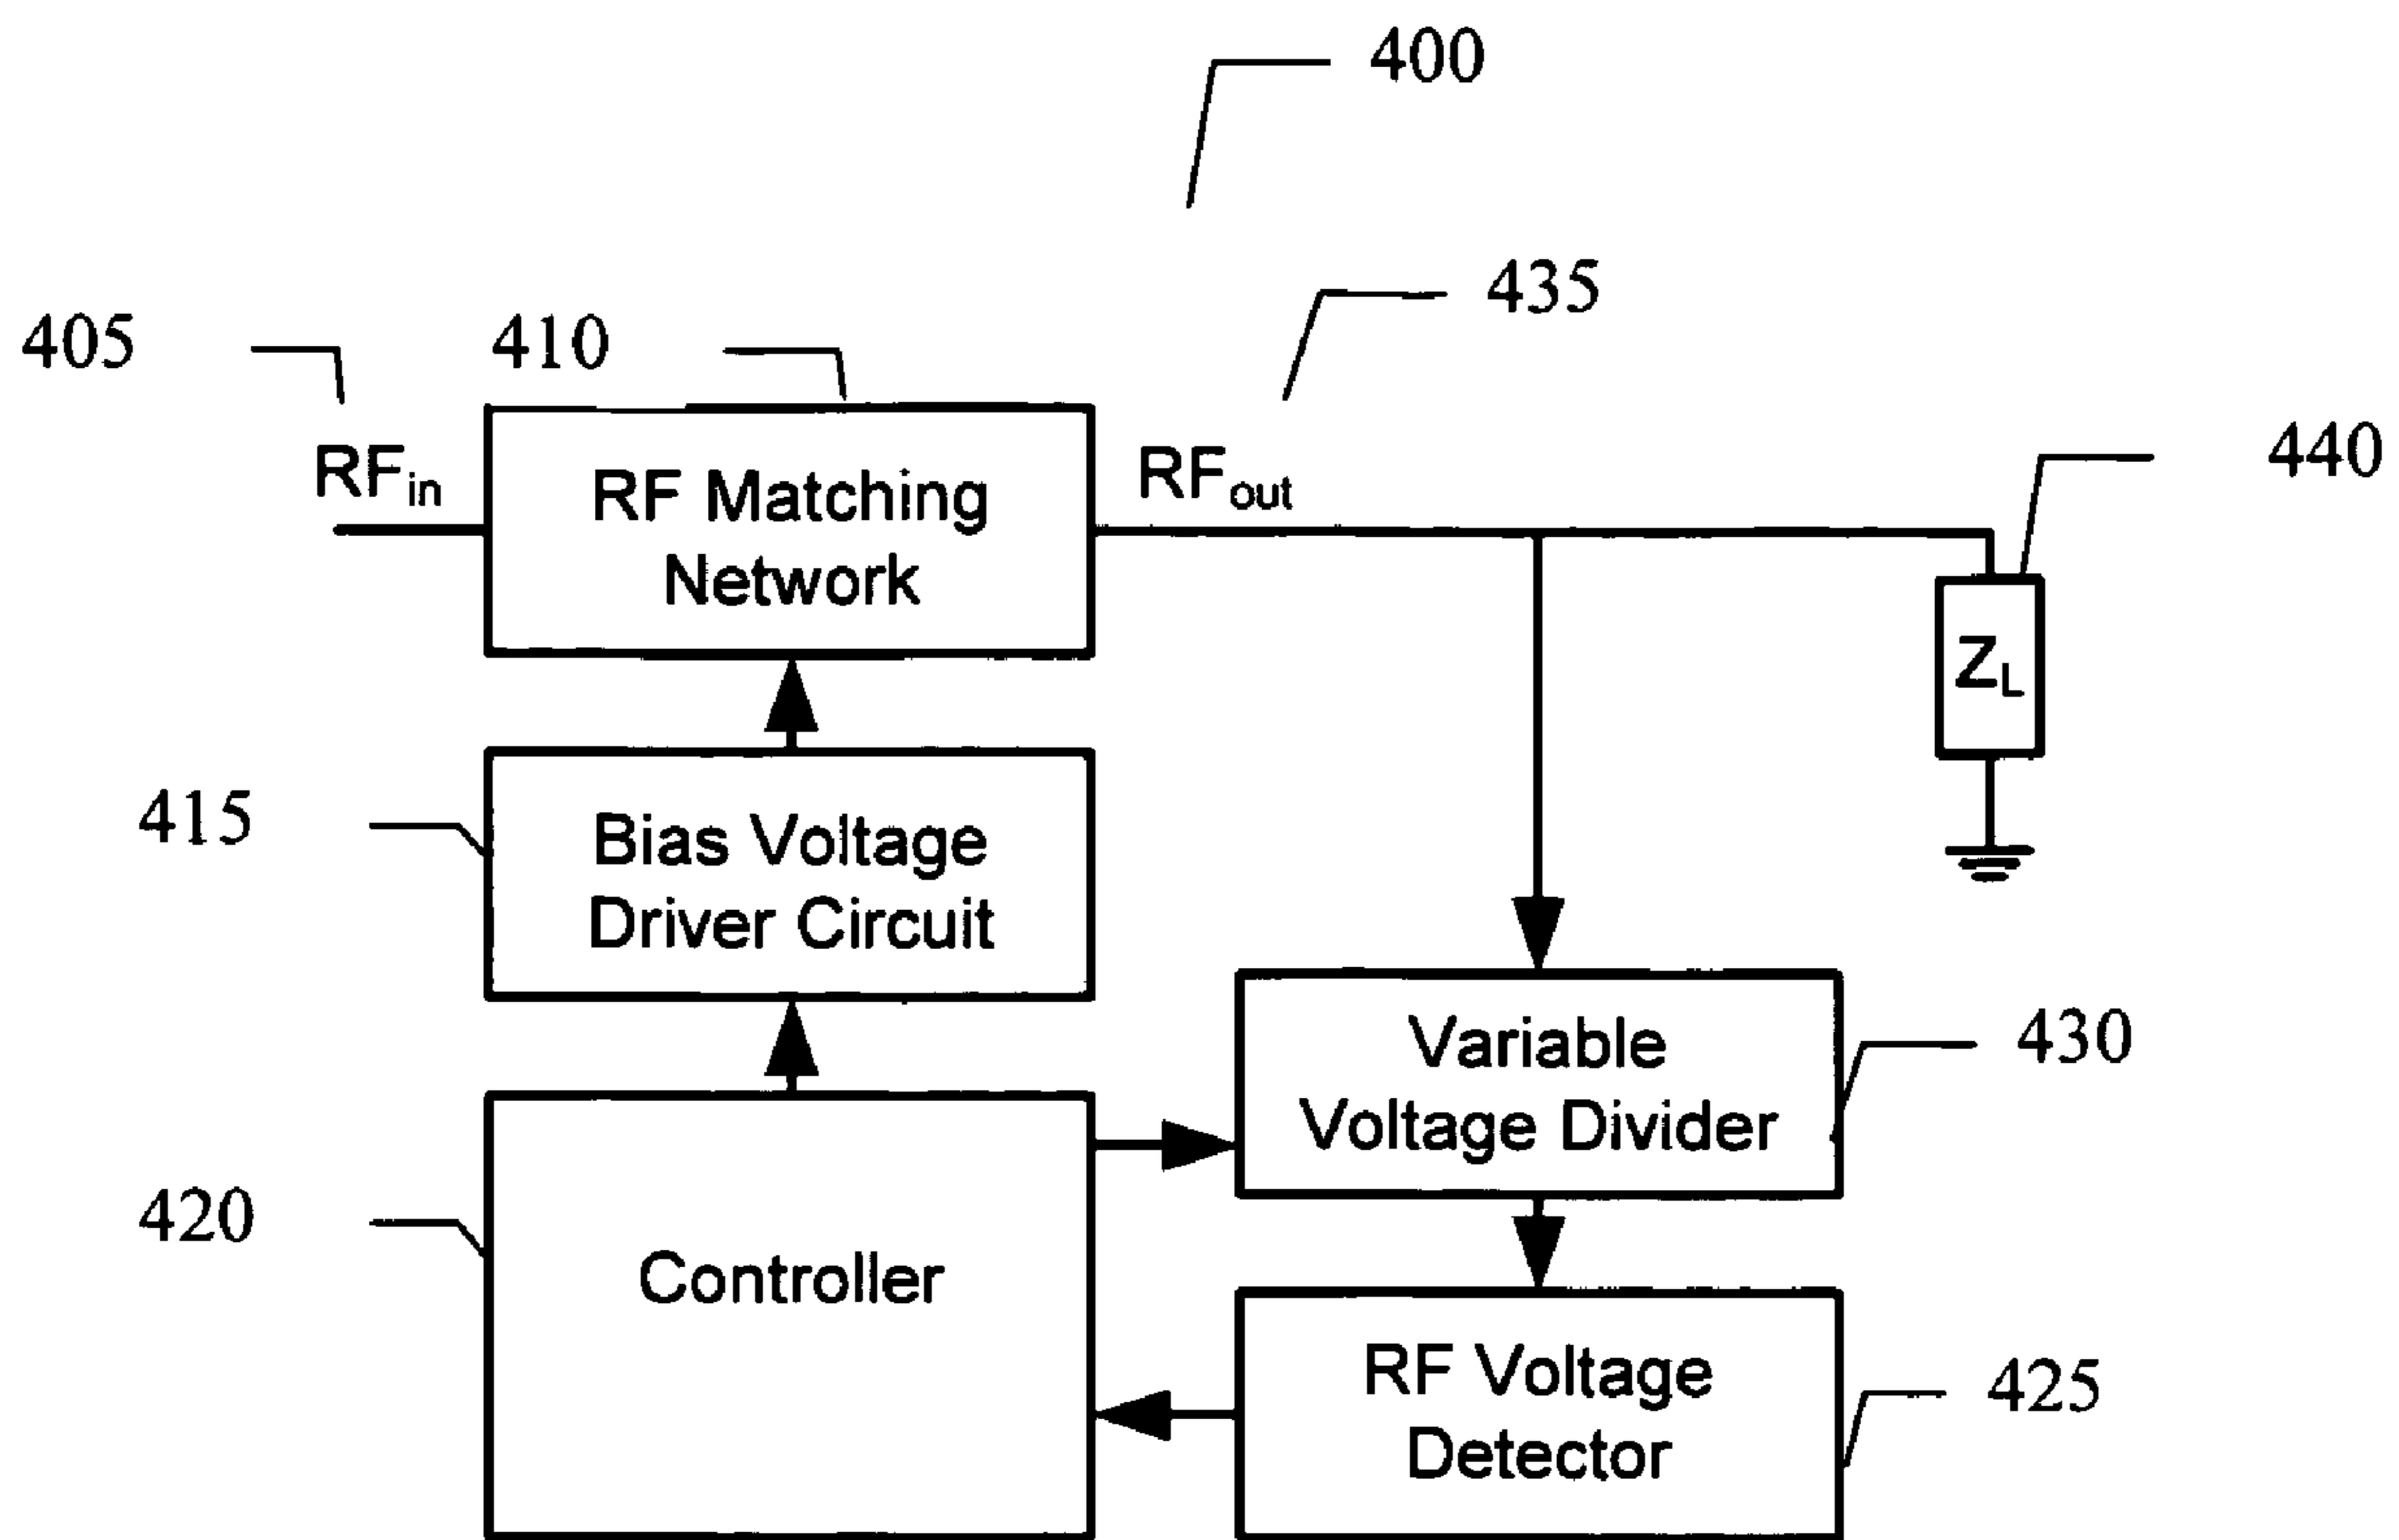 400
435
405
410
440
RFin
RF Matching
Network
RFout
ZL
415
Bias Voltage
Driver Circuit
Variable
Voltage Divider
430
420
Controller
RF Voltage
Detector
425